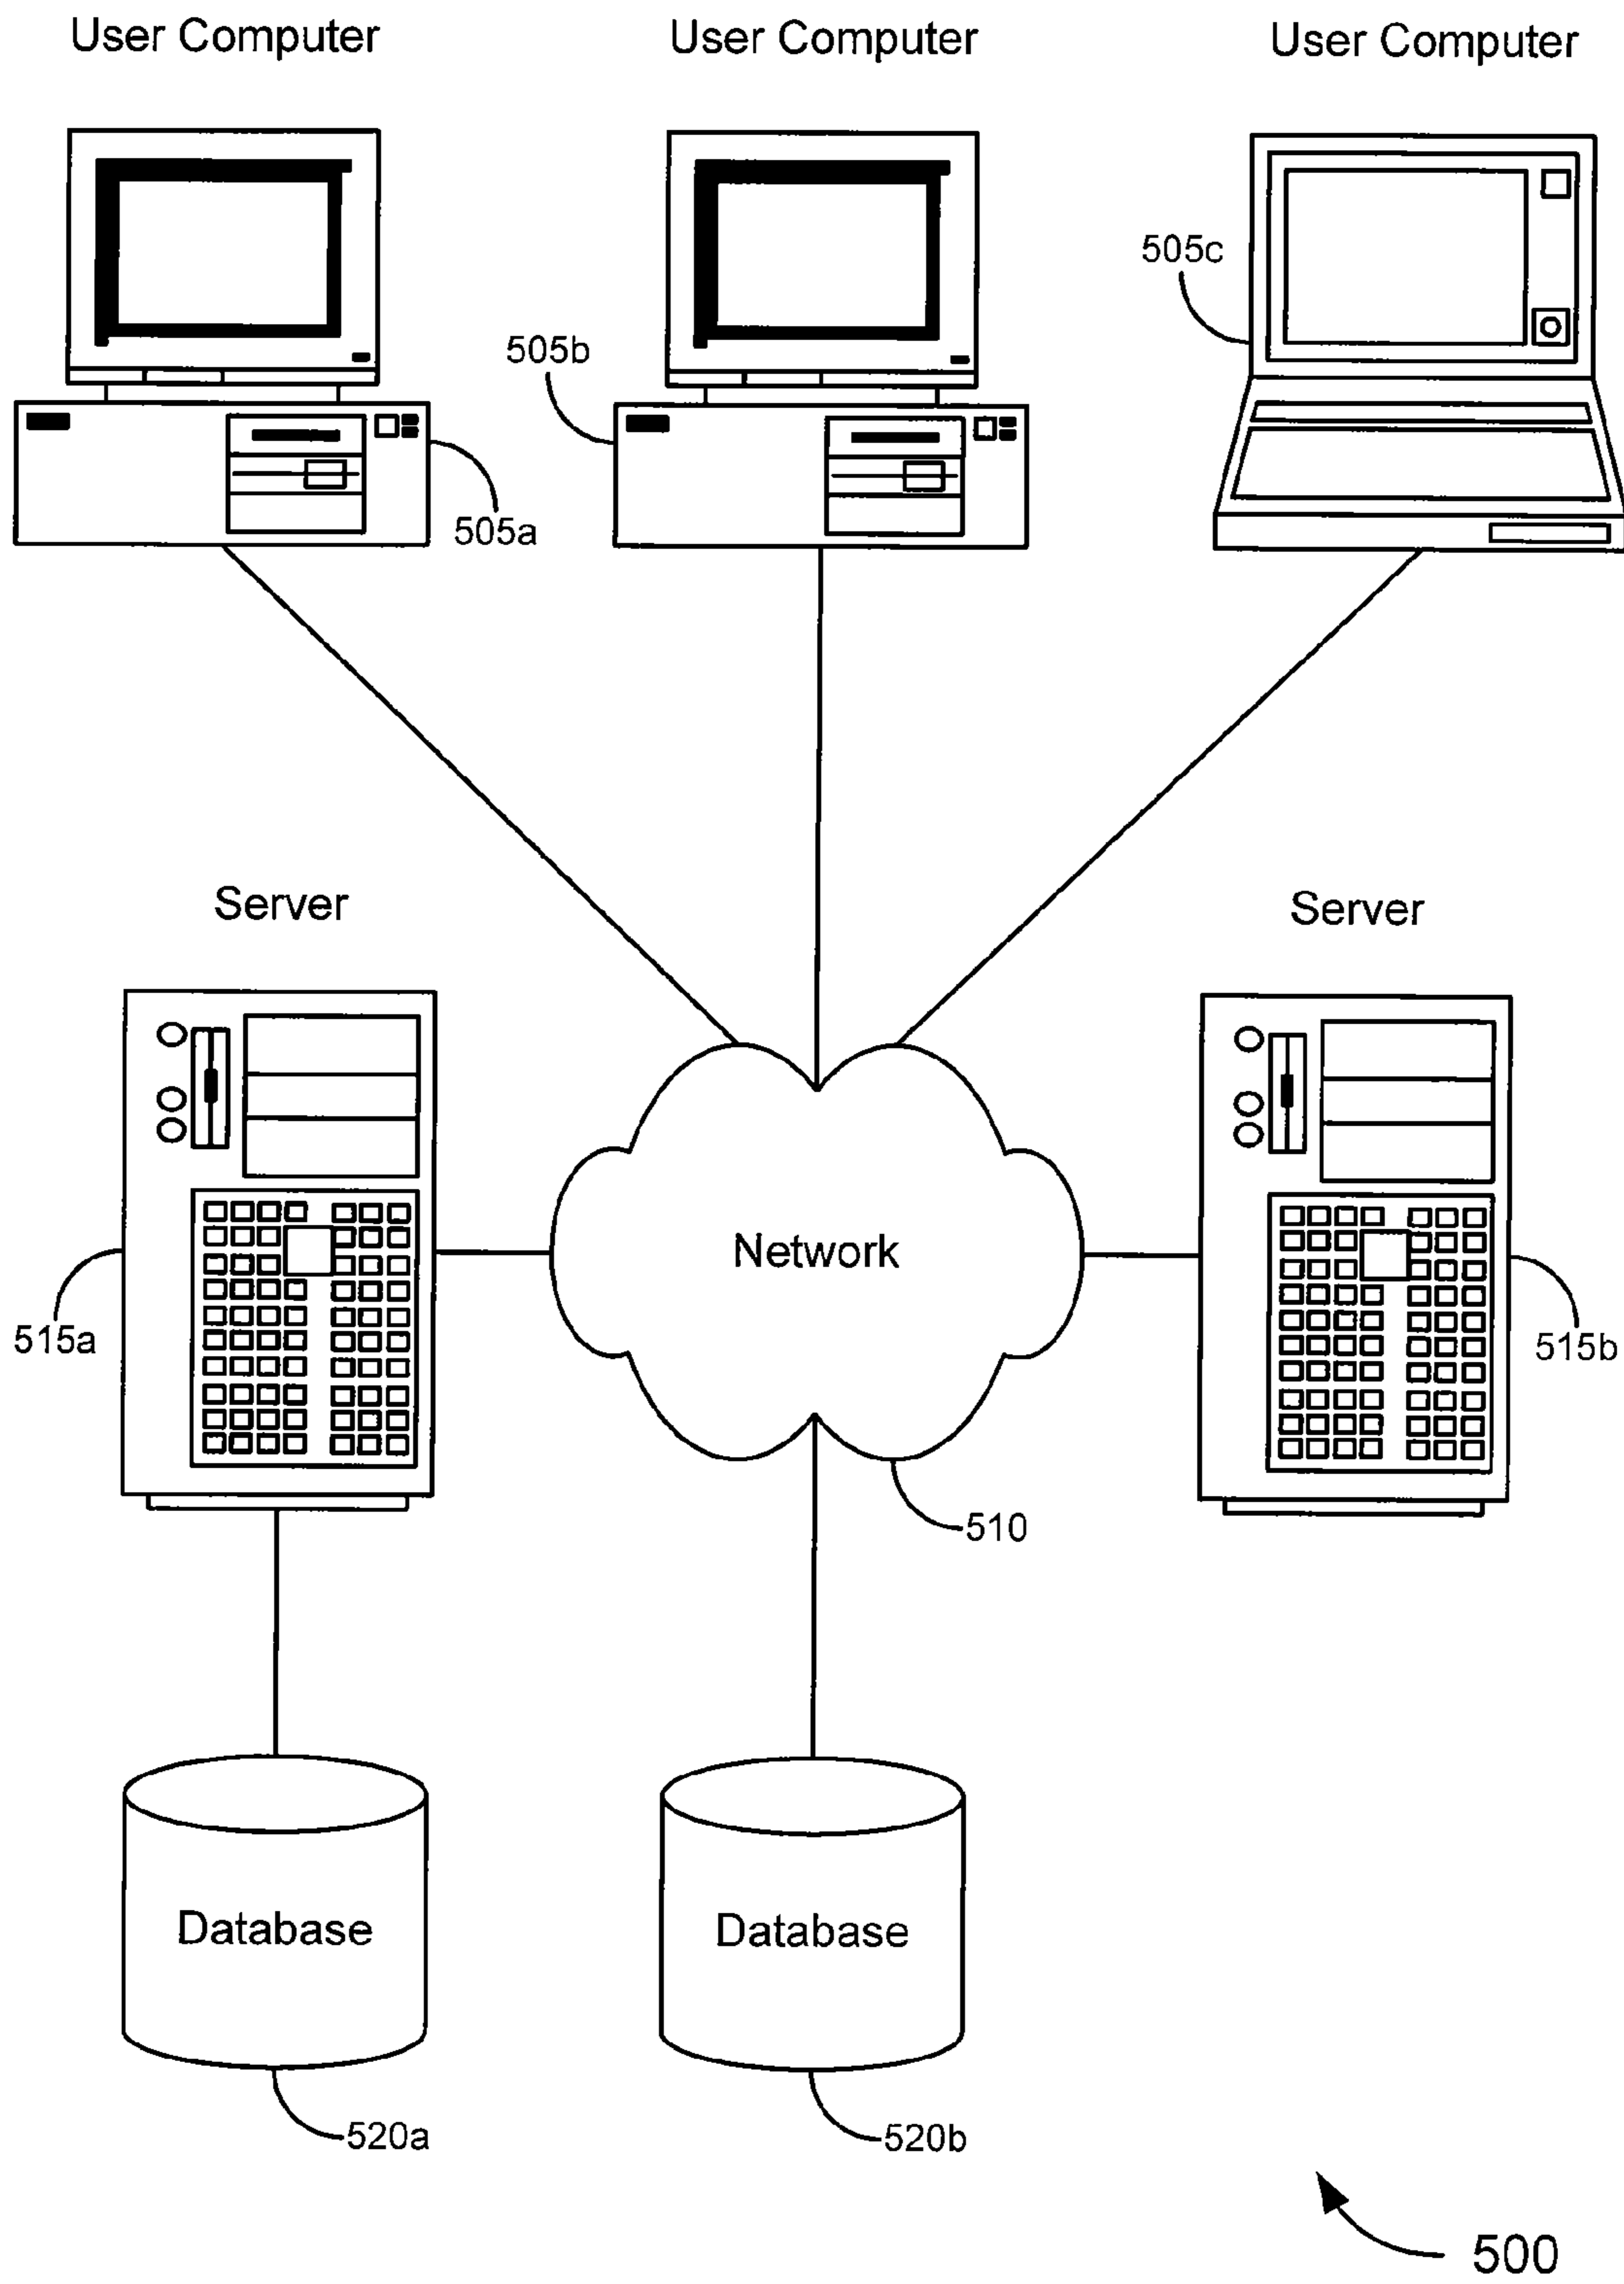 User Computer
User Computer
User Computer
505c
505b
505a
Server
Server
Network
515a
515b
510
Database
Database
520a
520b
500